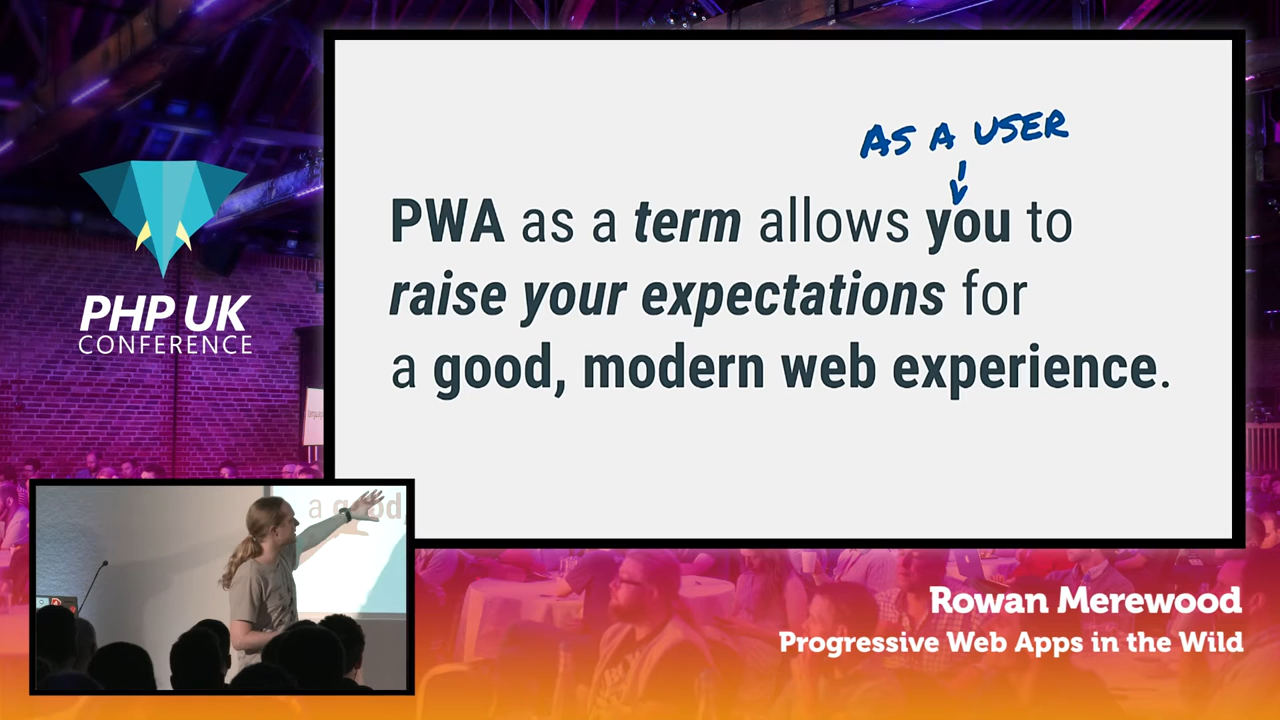 PHP UK
CONFERENCE
AS A USER
PWA as a term allows you to
raise your expectations for
a good, modern web experience.
a good,
Rowan Merewood
Progressive Web Apps in the Wild